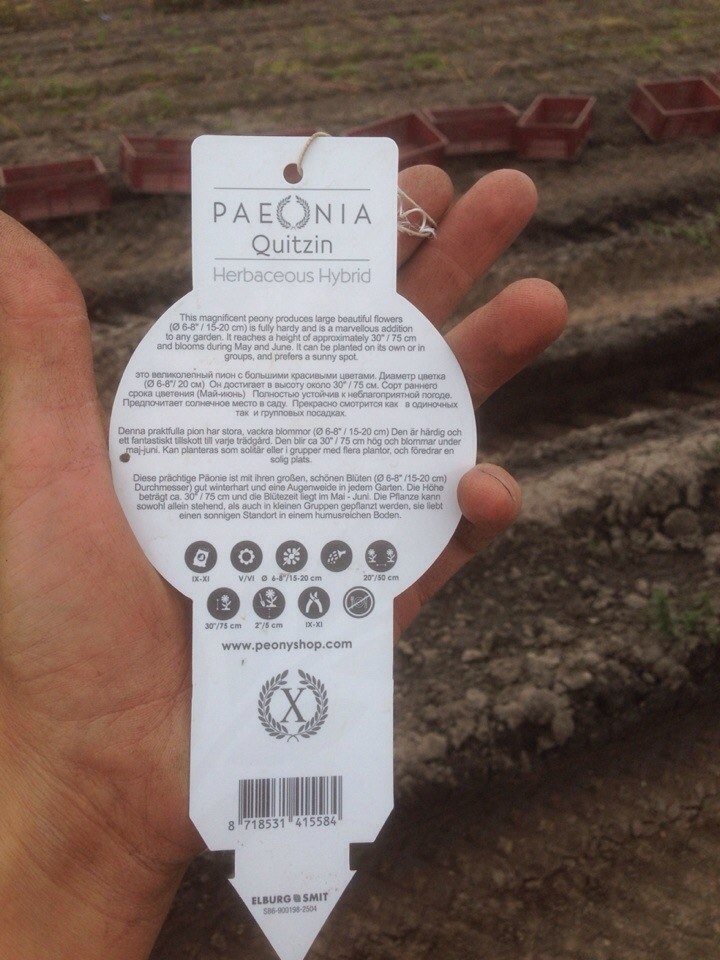 PAEONIA
Quitzin
Herbaceous Hybrid
This magnificent peony produces large beautiful flowers
(Ø 6-8" / 15-20 cm) is fully hardy and is a marvellous addition
to any garden. It reaches a height of approximately 30" / 75 cm
and blooms during May and June. It can be planted on its own or in
groups, and prefers a sunny spot.
это великолепный пион с большими красивыми цветами. Диаметр цветка
(Ø 6-8"/ 20 см) Он достигает в высоту около 30" / 75 см. Сорт раннего
срока цветения (Май-июнь) Полностью устойчив к неблагоприятной погоде.
Предпочитает солнечное место в саду. Прекрасно смотрится как в одиночных
так и групповых посадках.
Denna praktfulla pion har stora, vackra blommor (Ø 6-8" / 15-20 cm) Den är härdig och
ett fantastiskt tillskott till varje trädgård. Den blir ca 30" / 75 cm hög och blommar under
maj-juni. Kan planteras som solitär eller i grupper med flera plantor, och föredrar en
solig plats.
Diese prächtige Päonie ist mit ihren großen, schönen Blüten (Ø 6-8" /15-20 cm)
Durchmesser) gut winterhart und eine Augenweide in jedem Garten. Die Höhe
beträgt ca. 30" / 75 cm und die Blütezeit liegt im Mai - Juni. Die Pflanze kann
sowohl allein stehend, als auch in kleinen Gruppen gepflanzt werden, sie liebt
einen sonnigen Standort in einem humusreichen Boden.
IX-XI V/VI Ø 6-8"/15-20 cm 20"/50 cm
30"/75 cm 2"/5 cm IX-XI
www.peonyshop.com
X
8 718531 415584
ELBURG SMIT
S86-900198-2504